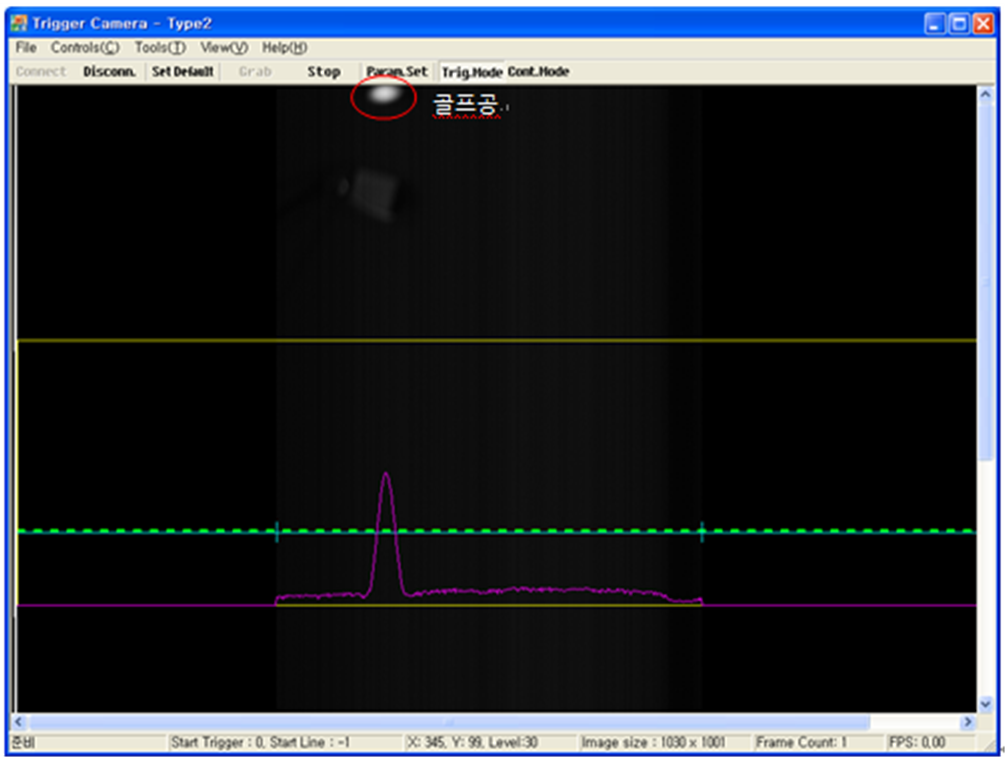 Trigger Camera - Type2
File Controls(C) Tools(T) View(V) Help(H)
Connect Disconn. Set Default Grab Stop Param.Set Trig.Mode Cont.Mode
골프공
준비 Start Trigger : 0, Start Line : -1 X: 345, Y: 99, Level:30 Image size : 1030 x 1001 Frame Count: 1 FPS: 0,00